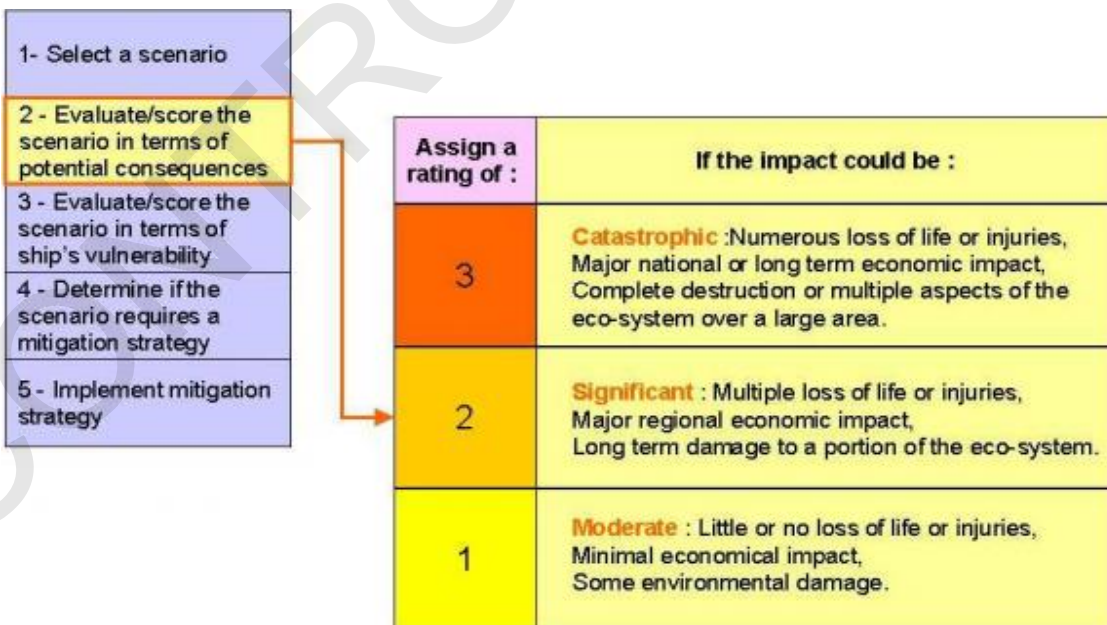 1- Select a scenario
2 - Evaluate/score the
scenario in terms of
potential consequences
3 - Evaluate/score the
scenario in terms of
ship's vulnerability
4 - Determine if the
scenario requires a
mitigation strategy
5 - Implement mitigation
strategy
Assign a
rating of :
If the impact could be :
3
Catastrophic :Numerous loss of life or injuries,
Major national or long term economic impact,
Complete destruction or multiple aspects of the
eco-system over a large area.
2
Significant : Multiple loss of life or injuries,
Major regional economic impact,
Long term damage to a portion of the eco-system.
1
Moderate : Little or no loss of life or injuries,
Minimal economical impact,
Some environmental damage.